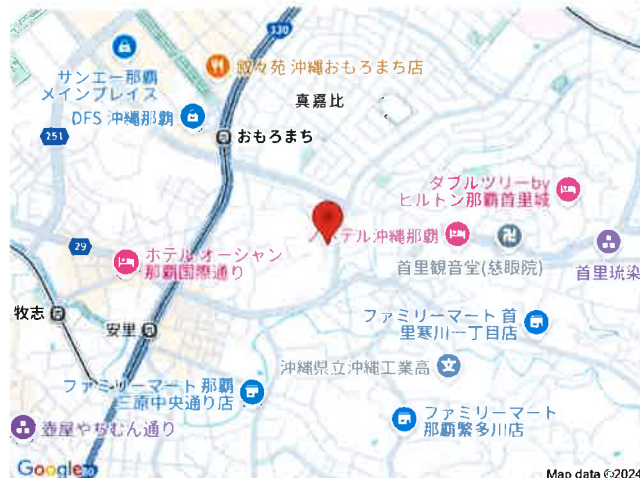 330
サンエー那覇
メインプレイス
叙々苑 沖縄おもろまち店
真嘉比
DFS 沖縄那覇
251
おもろまち
ダブルツリーby
ヒルトン那覇首里城
29
ホテル オーシャン
那覇国際通り
ノボテル沖縄那覇
首里観音堂(慈眼院)
首里琉染
牧志
安里
ファミリーマート 首
里寒川一丁目店
沖縄県立沖縄工業高
ファミリーマート 那覇
三原中央通り店
壺屋やちむん通り
ファミリーマート
那覇繁多川店
Google
Map data ©2024